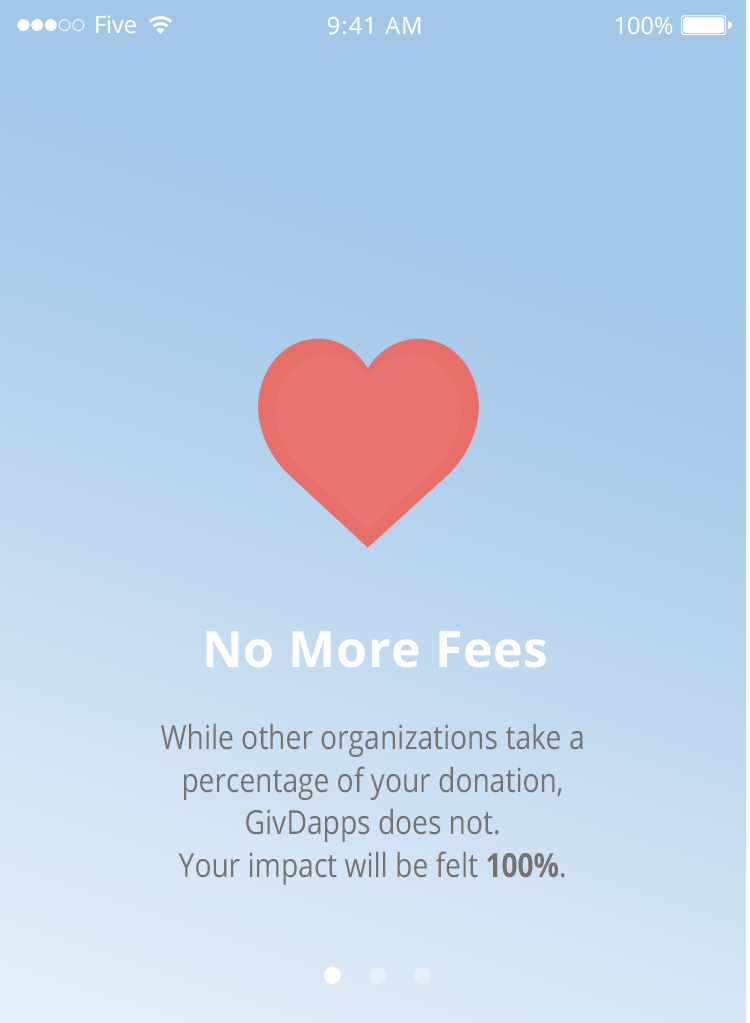 Five 9:41 AM 100%
No More Fees
While other organizations take a
percentage of your donation,
GivDapps does not.
Your impact will be felt 100%.